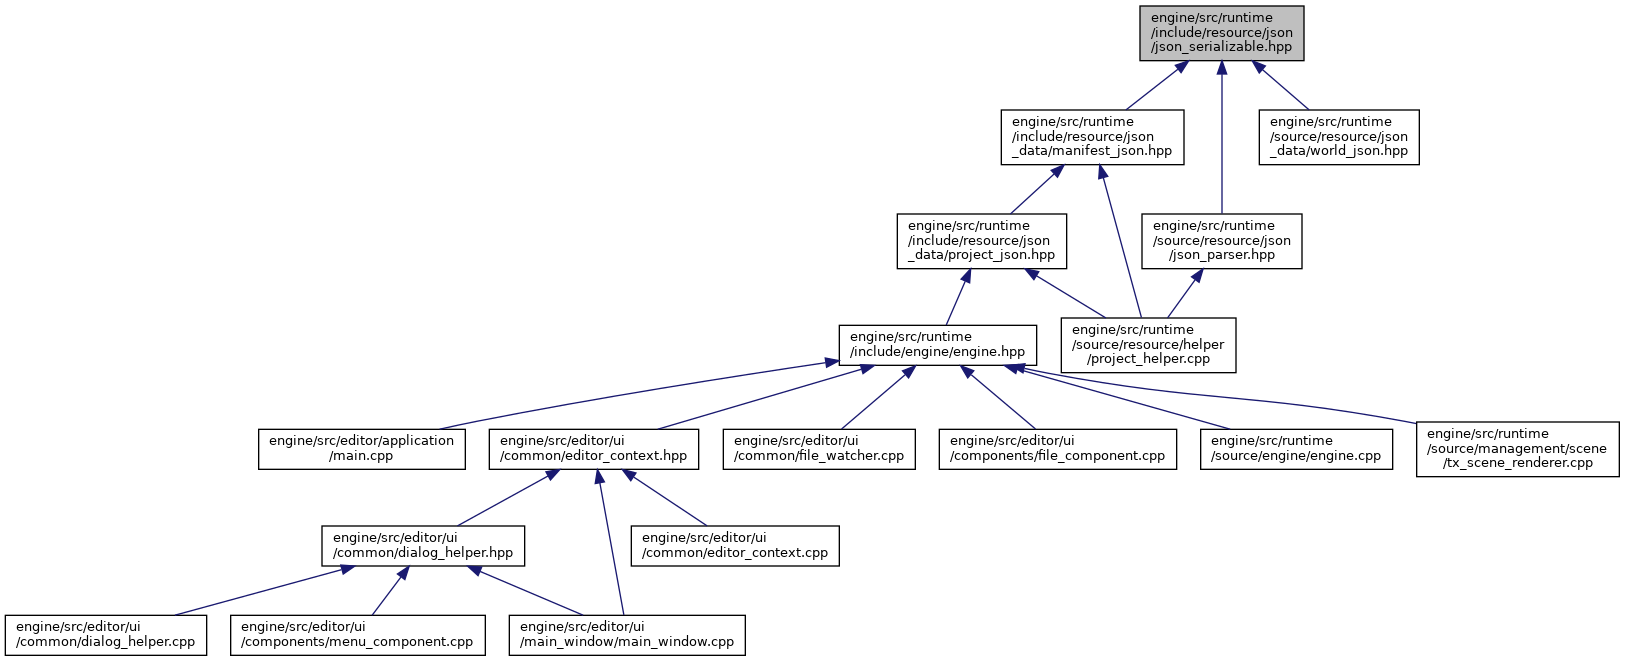 engine/src/runtime
/include/resource/json
/json_serializable.hpp
engine/src/runtime
/include/resource/json
_data/manifest_json.hpp
engine/src/runtime
/source/resource/json
_data/world_json.hpp
engine/src/runtime
/include/resource/json
_data/project_json.hpp
engine/src/runtime
/source/resource/json
/json_parser.hpp
engine/src/runtime
/include/engine/engine.hpp
engine/src/runtime
/source/resource/helper
/project_helper.cpp
engine/src/editor/application
/main.cpp
engine/src/editor/ui
/common/editor_context.hpp
engine/src/editor/ui
/common/file_watcher.cpp
engine/src/editor/ui
/components/file_component.cpp
engine/src/runtime
/source/engine/engine.cpp
engine/src/runtime
/source/management/scene
/tx_scene_renderer.cpp
engine/src/editor/ui
/common/dialog_helper.hpp
engine/src/editor/ui
/common/editor_context.cpp
engine/src/editor/ui
/common/dialog_helper.cpp
engine/src/editor/ui
/components/menu_component.cpp
engine/src/editor/ui
/main_window/main_window.cpp